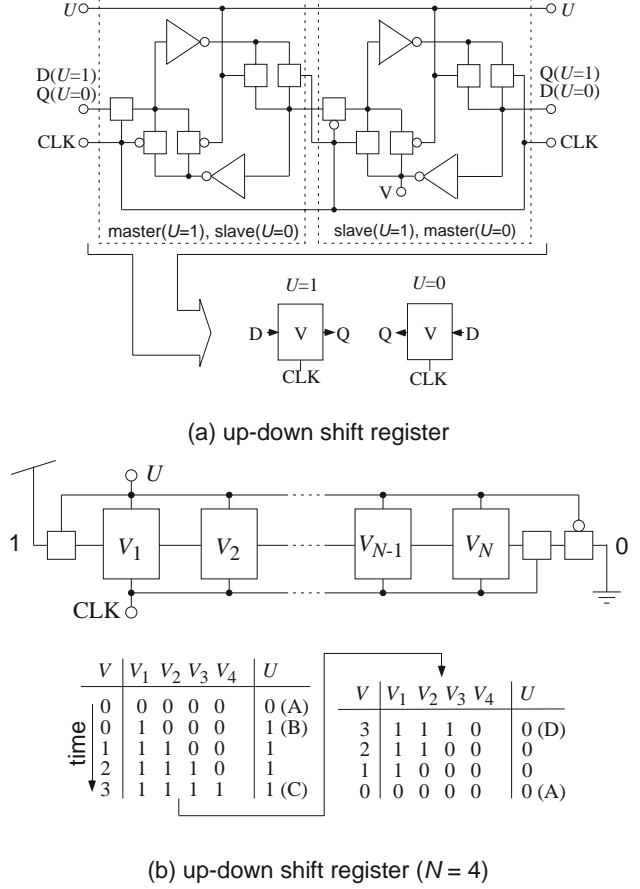 U U
D(U=1) Q(U=1)
Q(U=0) D(U=0)
CLK CLK
V
master(U=1), slave(U=0) slave(U=1), master(U=0)
U=1 U=0
D V Q Q V D
CLK CLK
(a) up-down shift register
U
1 V1 V2 VN-1 VN 0
CLK
V V1 V2 V3 V4 U
0 0 0 0 0 0 (A)
0 1 0 0 0 1 (B)
1 1 1 0 0 1
2 1 1 1 0 1
3 1 1 1 1 1 (C)
time
V V1 V2 V3 V4 U
3 1 1 1 0 0 (D)
2 1 1 0 0 0
1 1 0 0 0 0
0 0 0 0 0 0 (A)
(b) up-down shift register (N = 4)